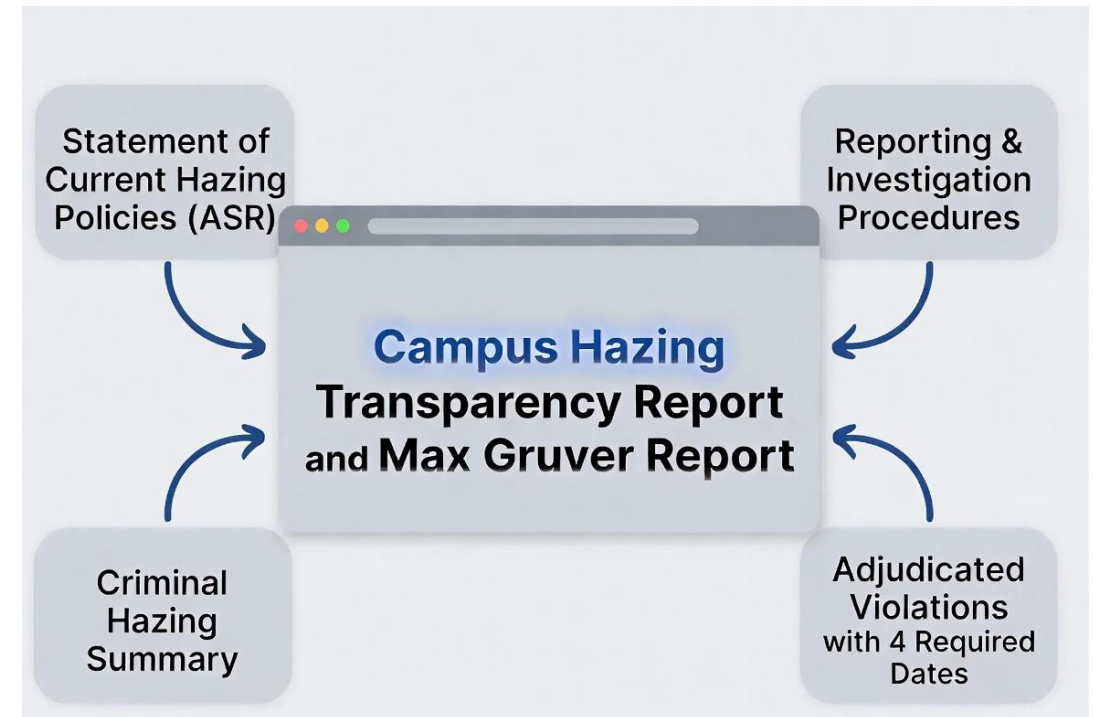 Statement of
Current Hazing
Policies (ASR)
Reporting &
Investigation
Procedures
Campus Hazing
Transparency Report
and Max Gruver Report
Criminal
Hazing
Summary
Adjudicated
Violations
with 4 Required
Dates